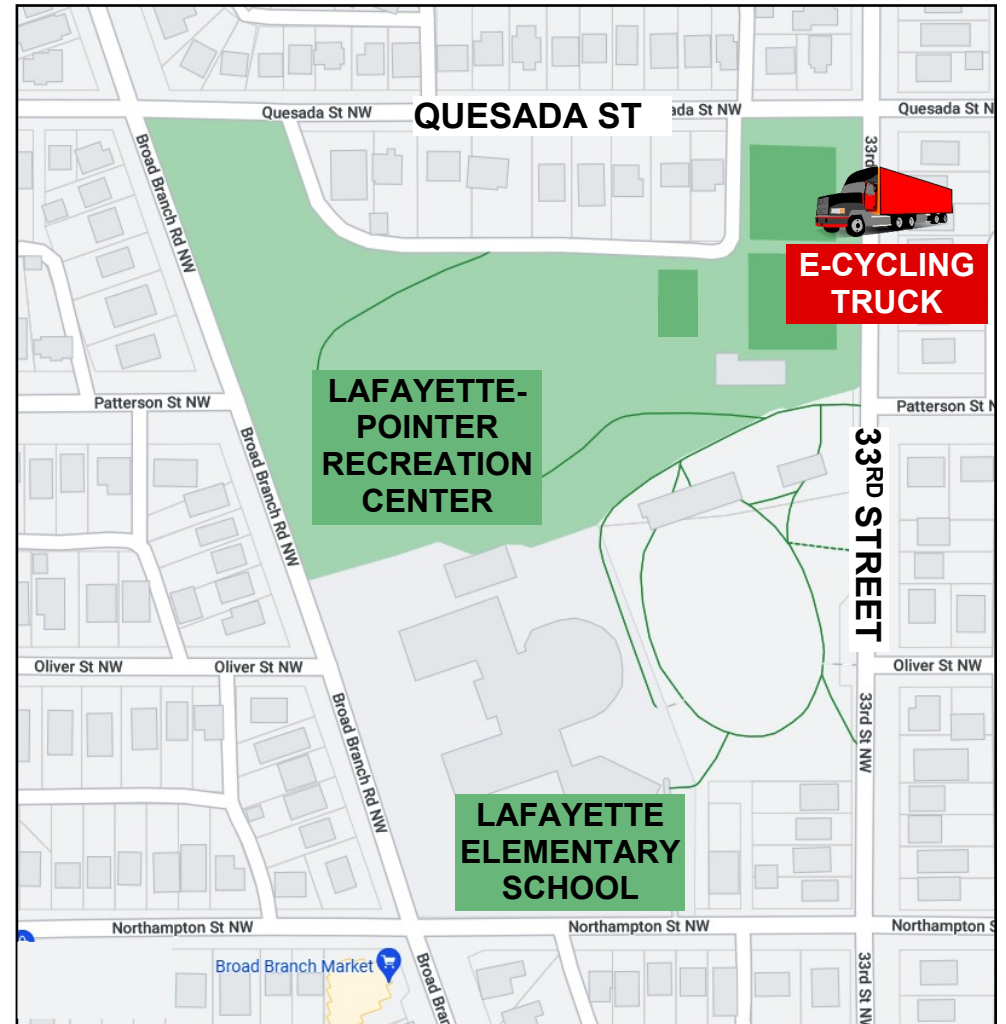 Quesada St NW
QUESADA ST
ada St NW
Quesada St N
Broad Branch Rd NW
33rd
E-CYCLING
TRUCK
LAFAYETTE-
POINTER
RECREATION
CENTER
Patterson St NW
Patterson St N
Broad Branch Rd NW
33RD STREET
Oliver St NW
Oliver St NW
Oliver St NW
Broad Branch Rd NW
33rd St NW
LAFAYETTE
ELEMENTARY
SCHOOL
Northampton St NW
Northampton St NW
Northampton S
Broad Branch Market
Broad Bran
33rd St NW